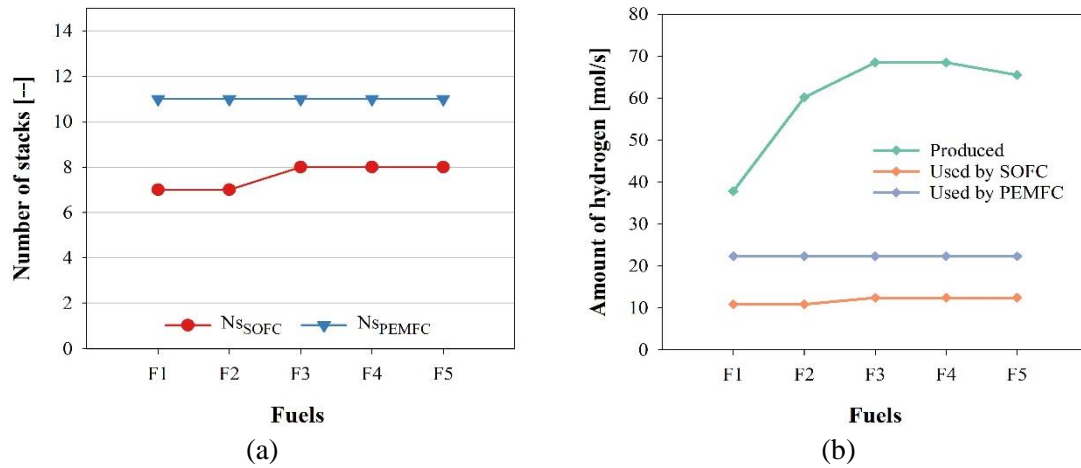 Number of stacks [--]
14
12
10
8
6
4
2
0
Ns_SOFC
Ns_PEMFC
F1 F2 F3 F4 F5
Fuels
(a)
Amount of hydrogen [mol/s]
80
70
60
50
40
30
20
10
0
Produced
Used by SOFC
Used by PEMFC
F1 F2 F3 F4 F5
Fuels
(b)